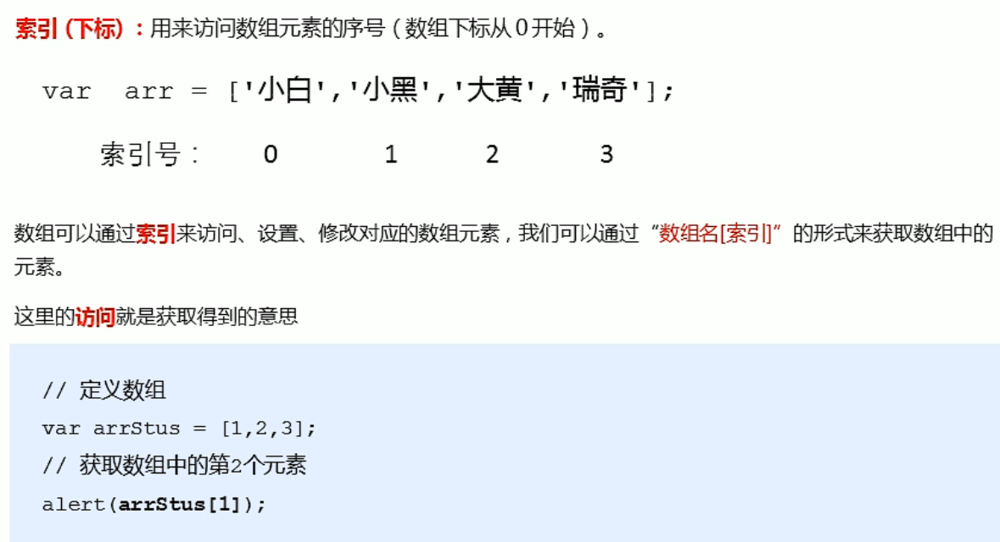 索引 (下标) ：用来访问数组元素的序号（数组下标从0开始）。
var arr = ['小白','小黑','大黄','瑞奇'];
索引号： 0 1 2 3
数组可以通过索引来访问、设置、修改对应的数组元素，我们可以通过“数组名[索引]”的形式来获取数组中的
元素。
这里的访问就是获取得到的意思
// 定义数组
var arrStus = [1,2,3];
// 获取数组中的第2个元素
alert(arrStus[1]);